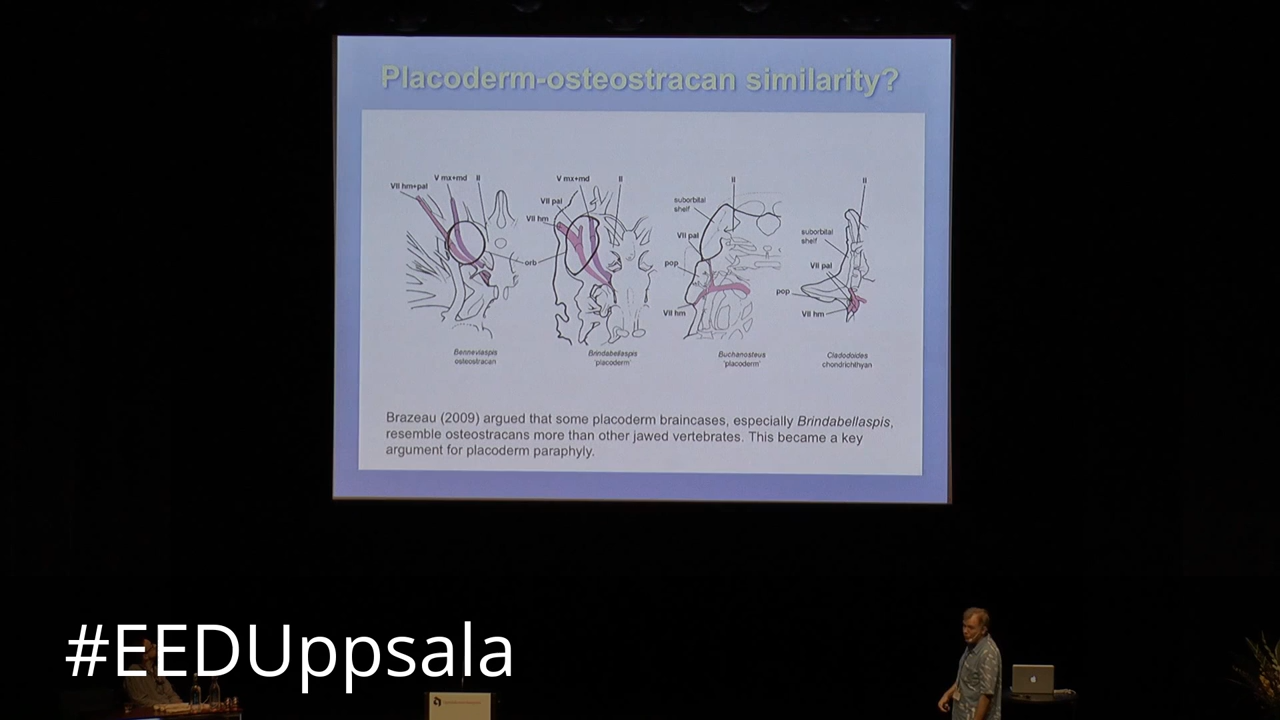 Placoderm-osteostracan similarity?
VII hm+pal
V mx+md
II
V mx+md
II
VII pal
VII hm
orb
II
suborbital
shelf
VII pal
pop
VII hm
II
suborbital
shelf
VII pal
pop
VII hm
Benneviaspis
osteostracan
Brindabellaspis
'placoderm'
Buchanosteus
'placoderm'
Cladodoides
chondrichthyan
Brazeau (2009) argued that some placoderm braincases, especially Brindabellaspis,
resemble osteostracans more than other jawed vertebrates. This became a key
argument for placoderm paraphyly.
#EEDUppsala